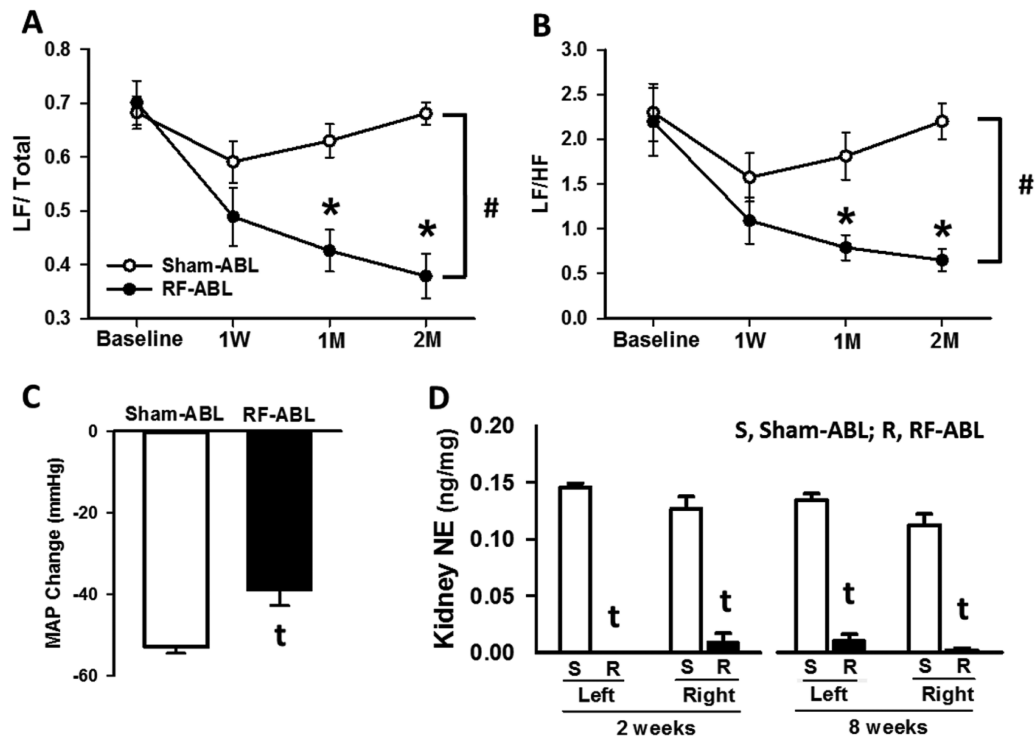 A
LF/ Total
0.8
0.7
0.6
0.5
0.4
0.3
Sham-ABL
RF-ABL
*
*
#
Baseline 1W 1M 2M
B
LF/HF
3.0
2.5
2.0
1.5
1.0
0.5
0.0
*
*
#
Baseline 1W 1M 2M
C
Sham-ABL RF-ABL
MAP Change (mmHg)
0
-20
-40
-60
t
D
S, Sham-ABL; R, RF-ABL
Kidney NE (ng/mg)
0.20
0.15
0.10
0.05
0.00
t t t t
S R S R S R S R
Left Right Left Right
2 weeks 8 weeks